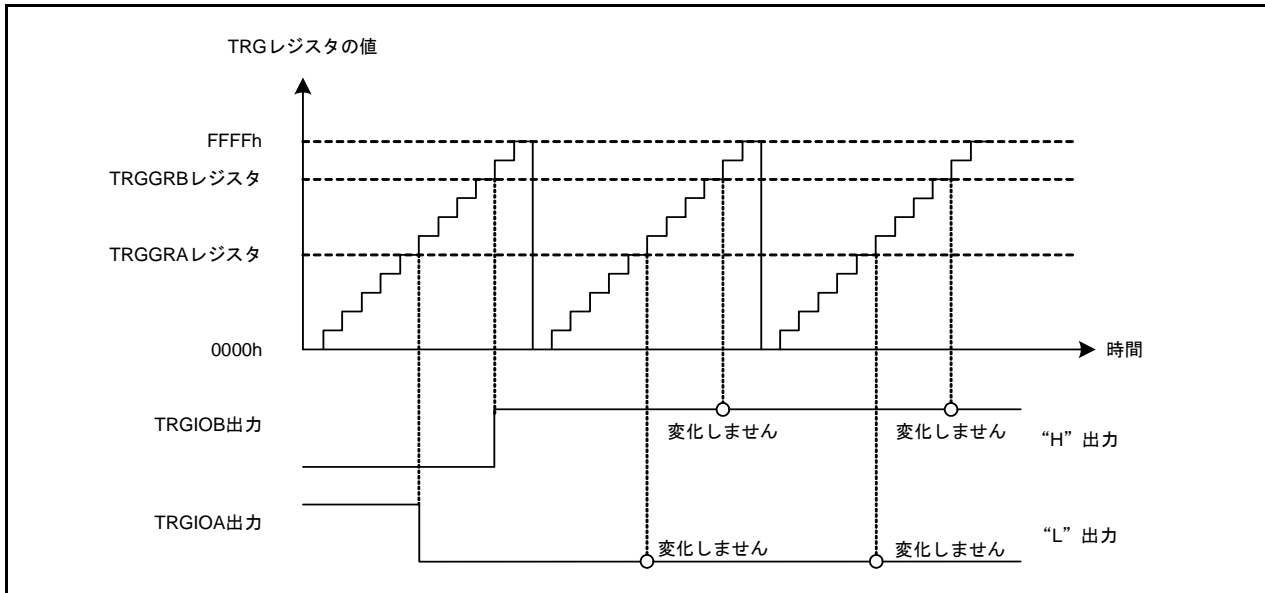 TRGレジスタの値
FFFFh
TRGGRBレジスタ
TRGGRAレジスタ
0000h
時間
TRGIOB出力
変化しません
変化しません
“H”出力
TRGIOA出力
変化しません
変化しません
“L”出力